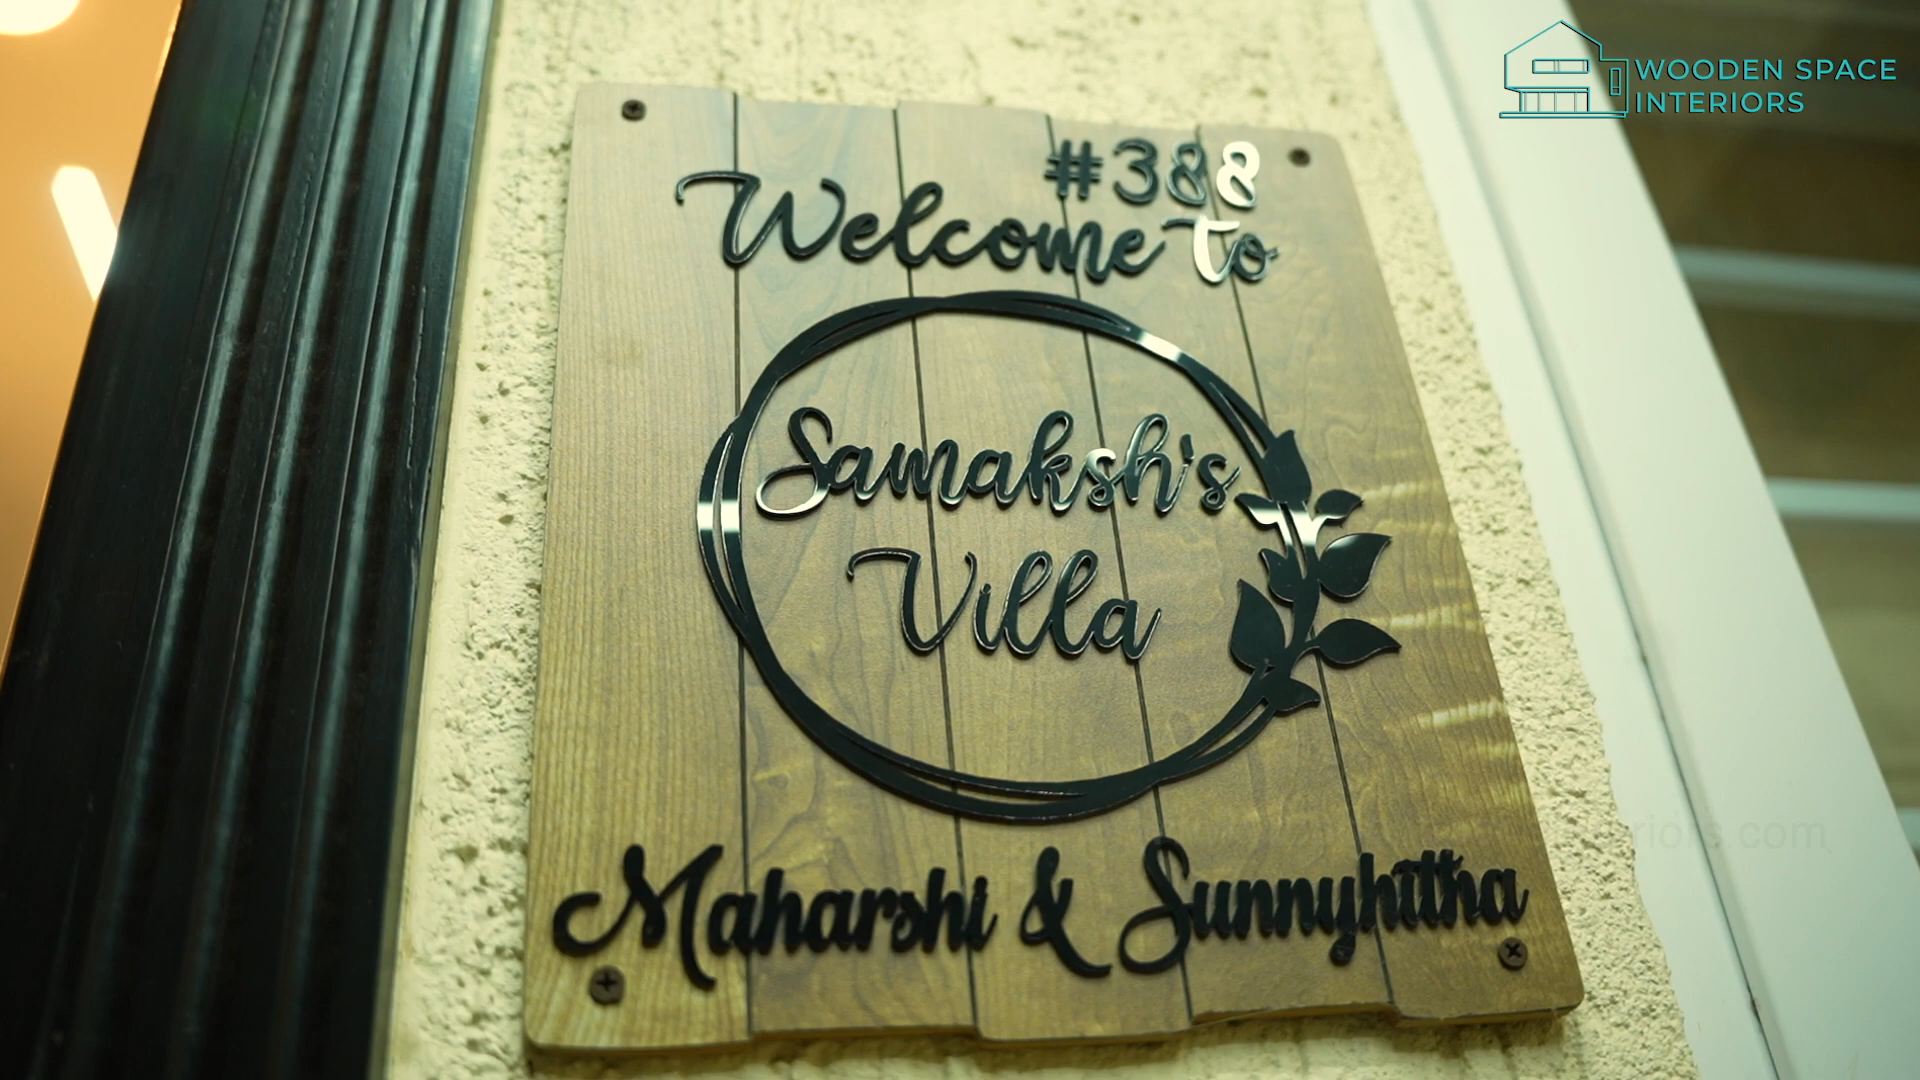 WOODEN SPACE
INTERIORS
#388
Welcome to
Samaksh's
Villa
Maharshi & Sunnyhitha